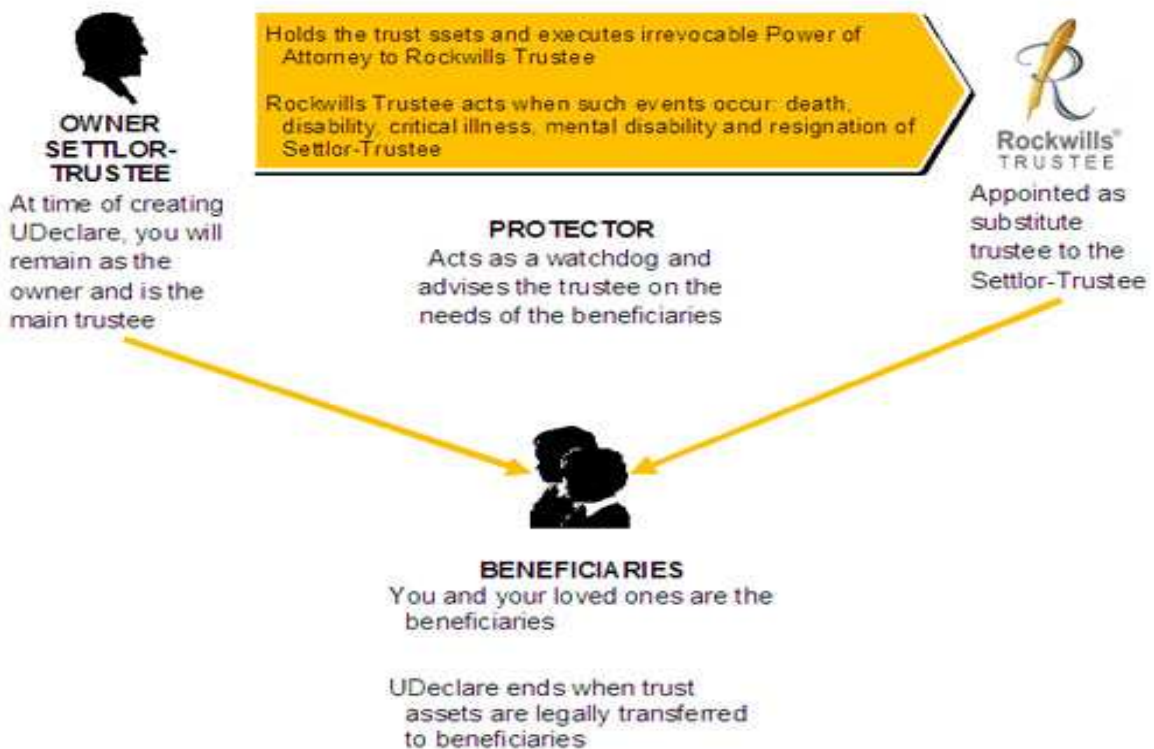 Holds the trust ssets and executes irrevocable Power of
Attorney to Rockwills Trustee
Rockwills Trustee acts when such events occur: death,
disability, critical illness, mental disability and resignation of
Settlor-Trustee
OWNER
SETTLOR-
TRUSTEE
At time of creating
UDeclare, you will
remain as the
owner and is the
main trustee
PROTECTOR
Acts as a watchdog and
advises the trustee on the
needs of the beneficiaries
R
Rockwills®
TRUSTEE
Appointed as
substitute
trustee to the
Settlor-Trustee
BENEFICIARIES
You and your loved ones are the
beneficiaries
UDeclare ends when trust
assets are legally transferred
to beneficiaries